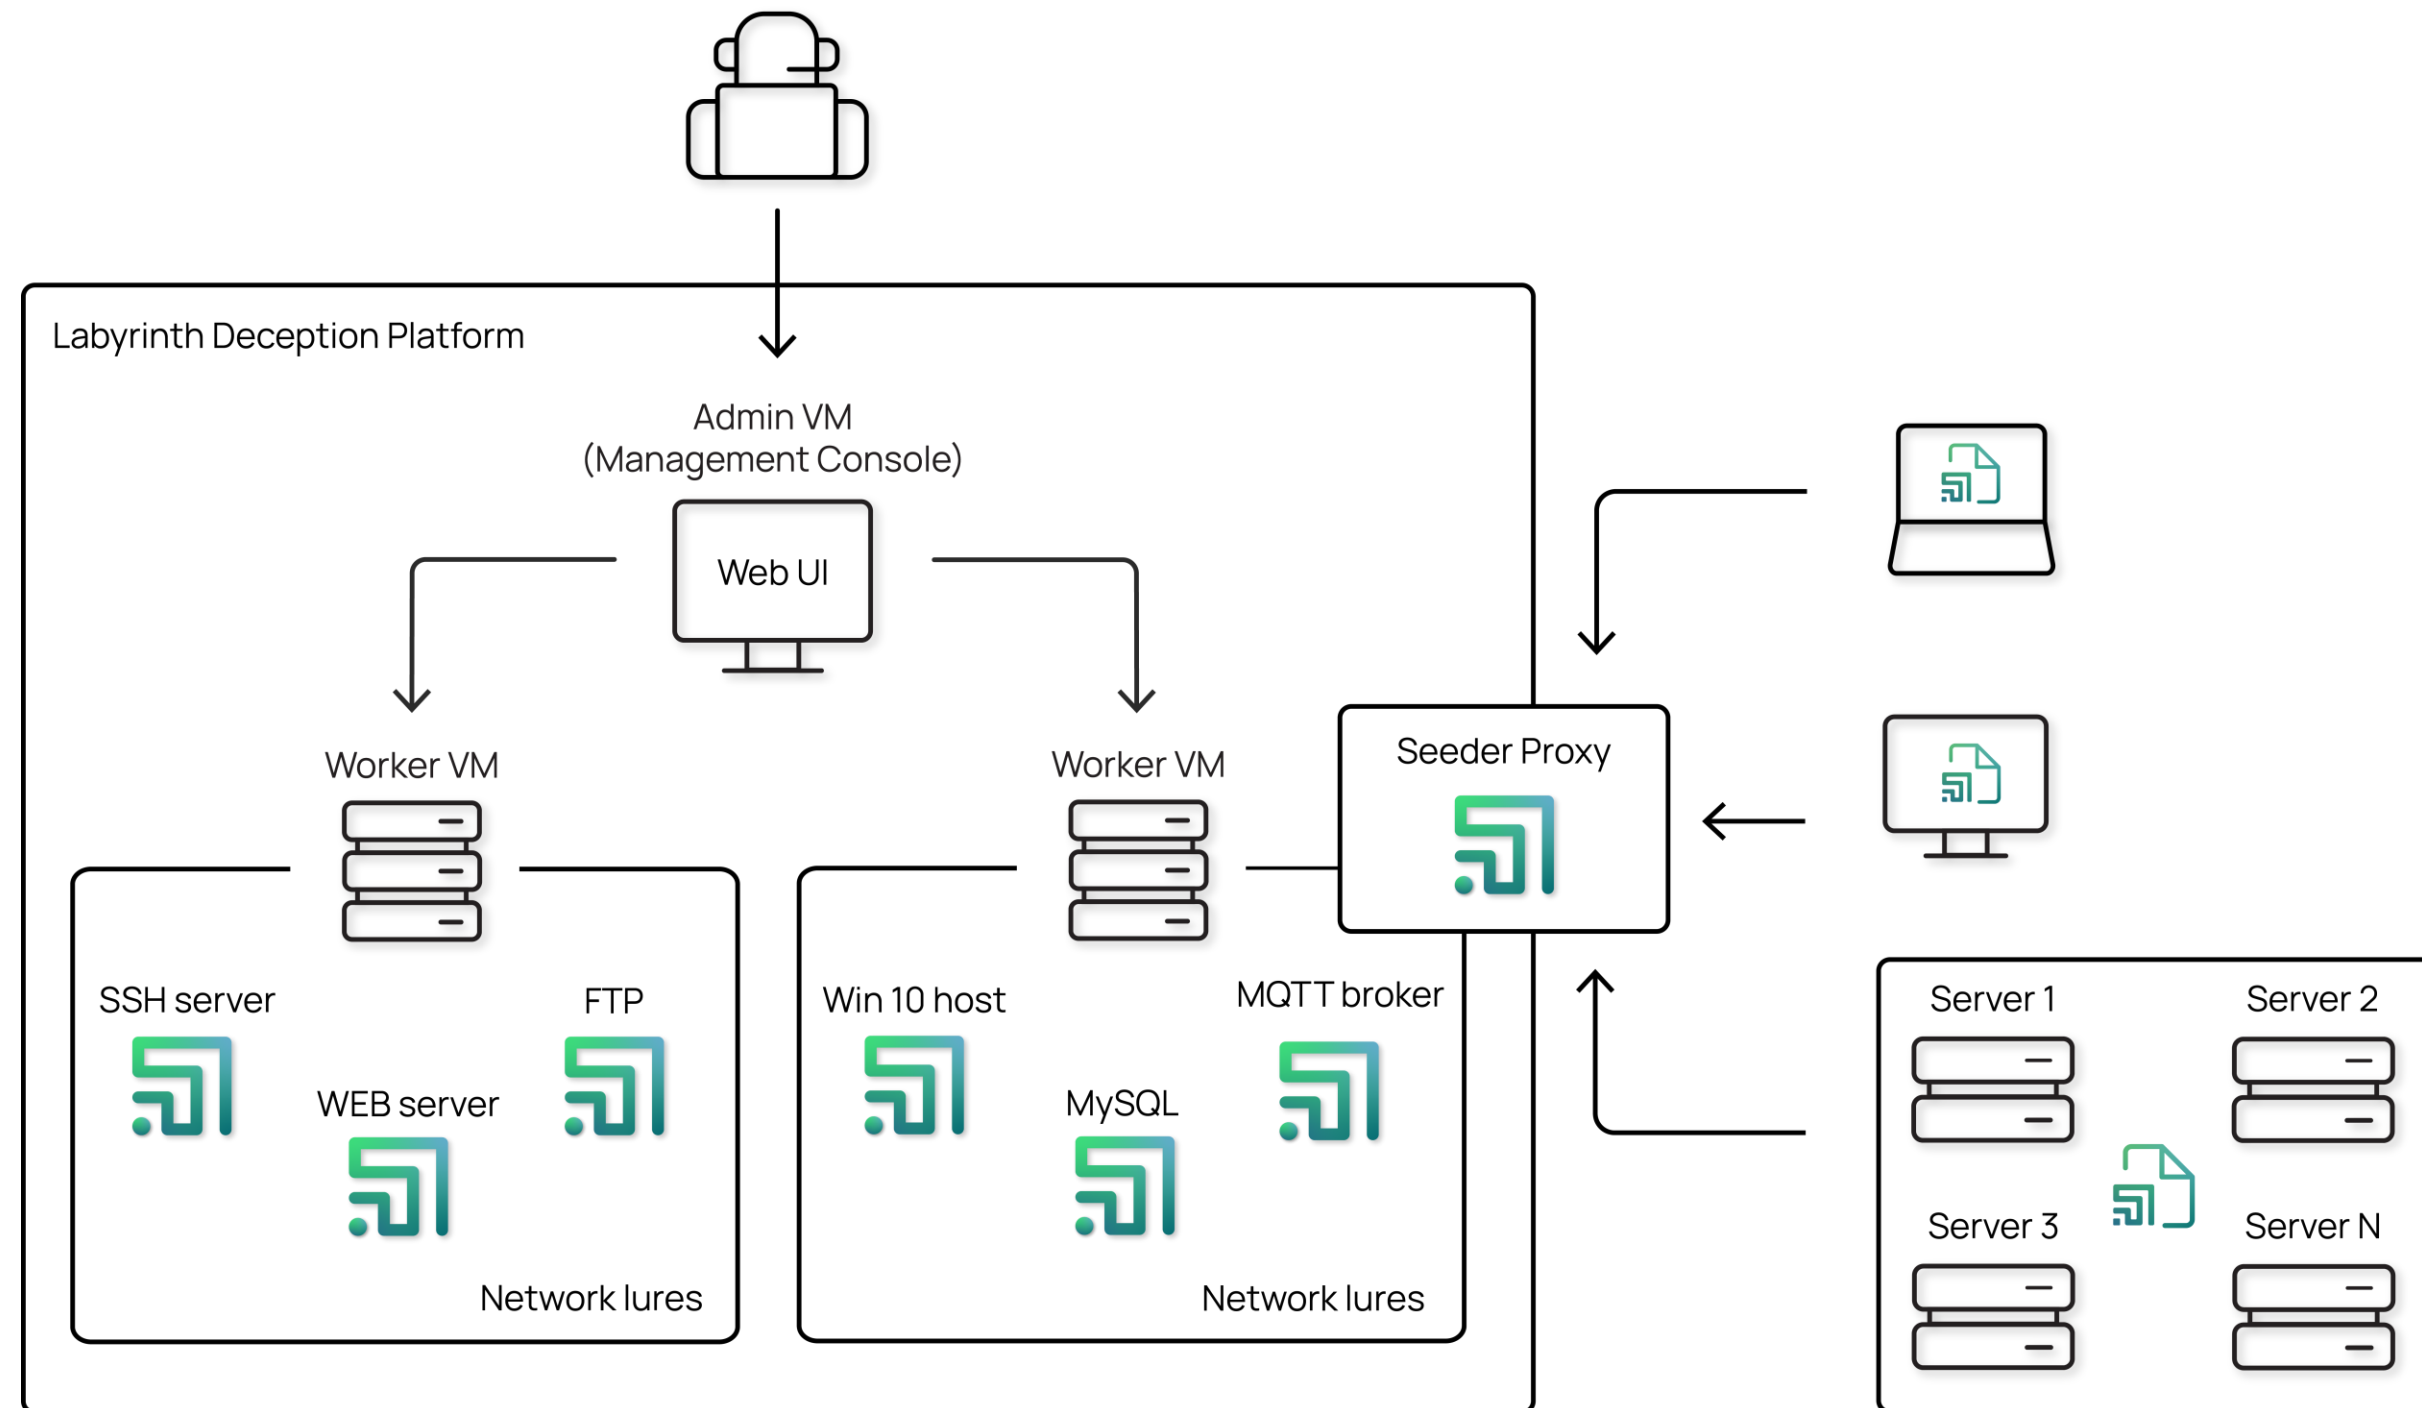 Labyrinth Deception Platform
Admin VM
(Management Console)
Web UI
Worker VM
Worker VM
Seeder Proxy
SSH server
FTP
WEB server
Network lures
Win 10 host
MQTT broker
MySQL
Network lures
Server 1
Server 2
Server 3
Server N